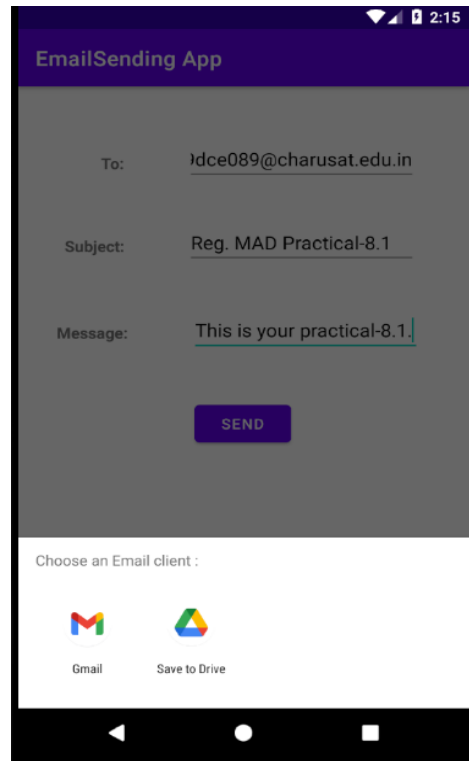 2:15
EmailSending App
To: dce089@charusat.edu.in
Subject: Reg. MAD Practical-8.1
Message: This is your practical-8.1.
SEND
Choose an Email client :
Gmail Save to Drive